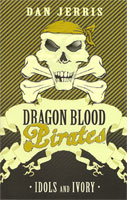 DAN JERRIS
DRAGON BLOOD
Pirates
· IDOLS AND IVORY ·